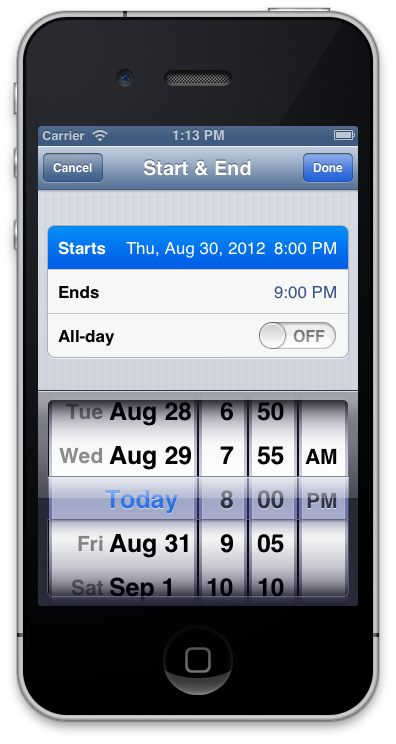 Carrier 1:13 PM
Cancel Start & End Done
Starts Thu, Aug 30, 2012 8:00 PM
Ends 9:00 PM
All-day OFF
Tue Aug 28 6 50
Wed Aug 29 7 55 AM
Today 8 00 PM
Fri Aug 31 9 05
Sat Sep 1 10 10